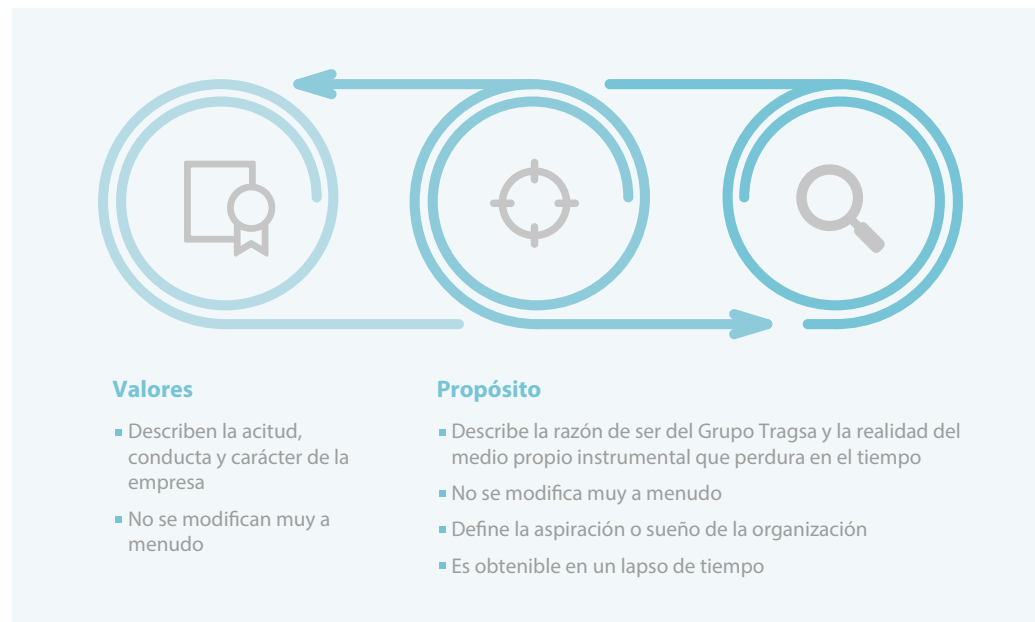 Valores
Describen la acitud,
conducta y carácter de la
empresa
No se modifican muy a
menudo
Propósito
Describe la razón de ser del Grupo Tragsa y la realidad del
medio propio instrumental que perdura en el tiempo
No se modifica muy a menudo
Define la aspiración o sueño de la organización
Es obtenible en un lapso de tiempo